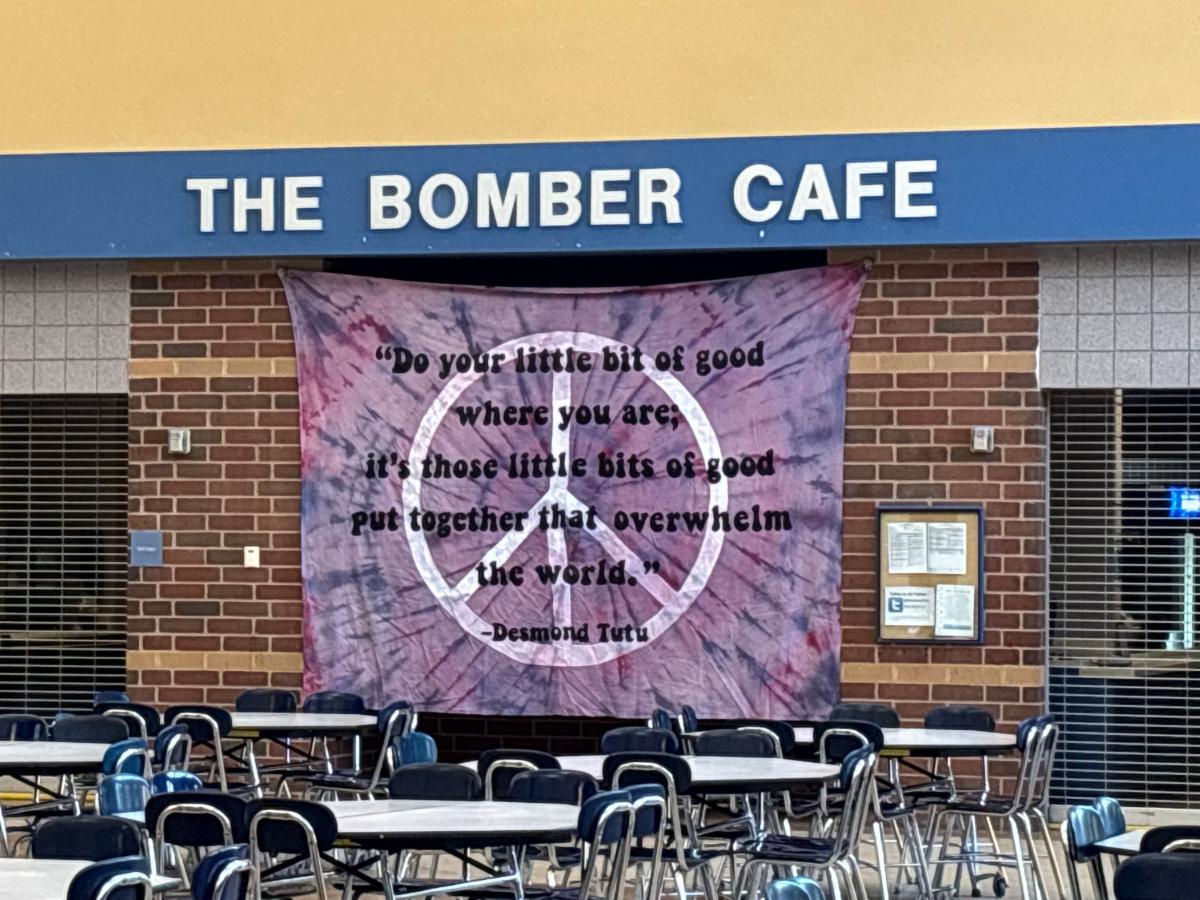 THE BOMBER CAFE
“Do your little bit of good
where you are;
it's those little bits of good
put together that overwhelm
the world.”
–Desmond Tutu